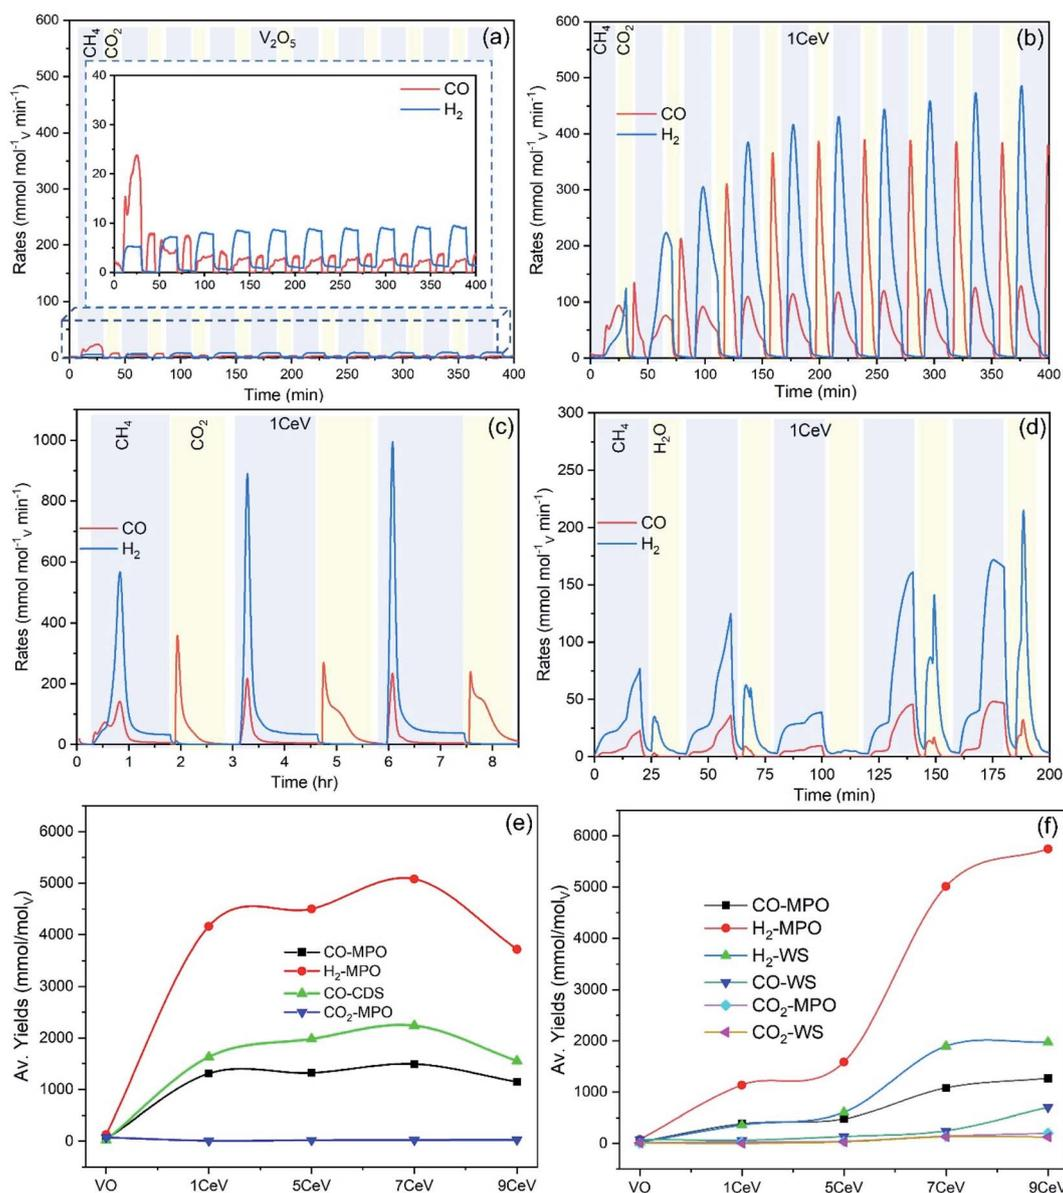 (a)
CH4
CO2
V2O5
CO
H2
40
30
20
10
0
0 50 100 150 200 250 300 350 400
600
500
400
300
200
100
0
0 50 100 150 200 250 300 350 400
Rates (mmol mol-1V min-1)
Time (min)
(b)
CH4
CO2
1CeV
CO
H2
600
500
400
300
200
100
0
0 50 100 150 200 250 300 350 400
Rates (mmol mol-1V min-1)
Time (min)
(c)
CH4
CO2
1CeV
CO
H2
1000
800
600
400
200
0
0 1 2 3 4 5 6 7 8
Rates (mmol mol-1V min-1)
Time (hr)
(d)
CH4
H2O
1CeV
CO
H2
300
250
200
150
100
50
0
0 25 50 75 100 125 150 175 200
Rates (mmol mol-1V min-1)
Time (min)
(e)
CO-MPO
H2-MPO
CO-CDS
CO2-MPO
6000
5000
4000
3000
2000
1000
0
VO 1CeV 5CeV 7CeV 9CeV
Av. Yields (mmol/molV)
(f)
CO-MPO
H2-MPO
H2-WS
CO-WS
CO2-MPO
CO2-WS
6000
5000
4000
3000
2000
1000
0
VO 1CeV 5CeV 7CeV 9CeV
Av. Yields (mmol/molV)